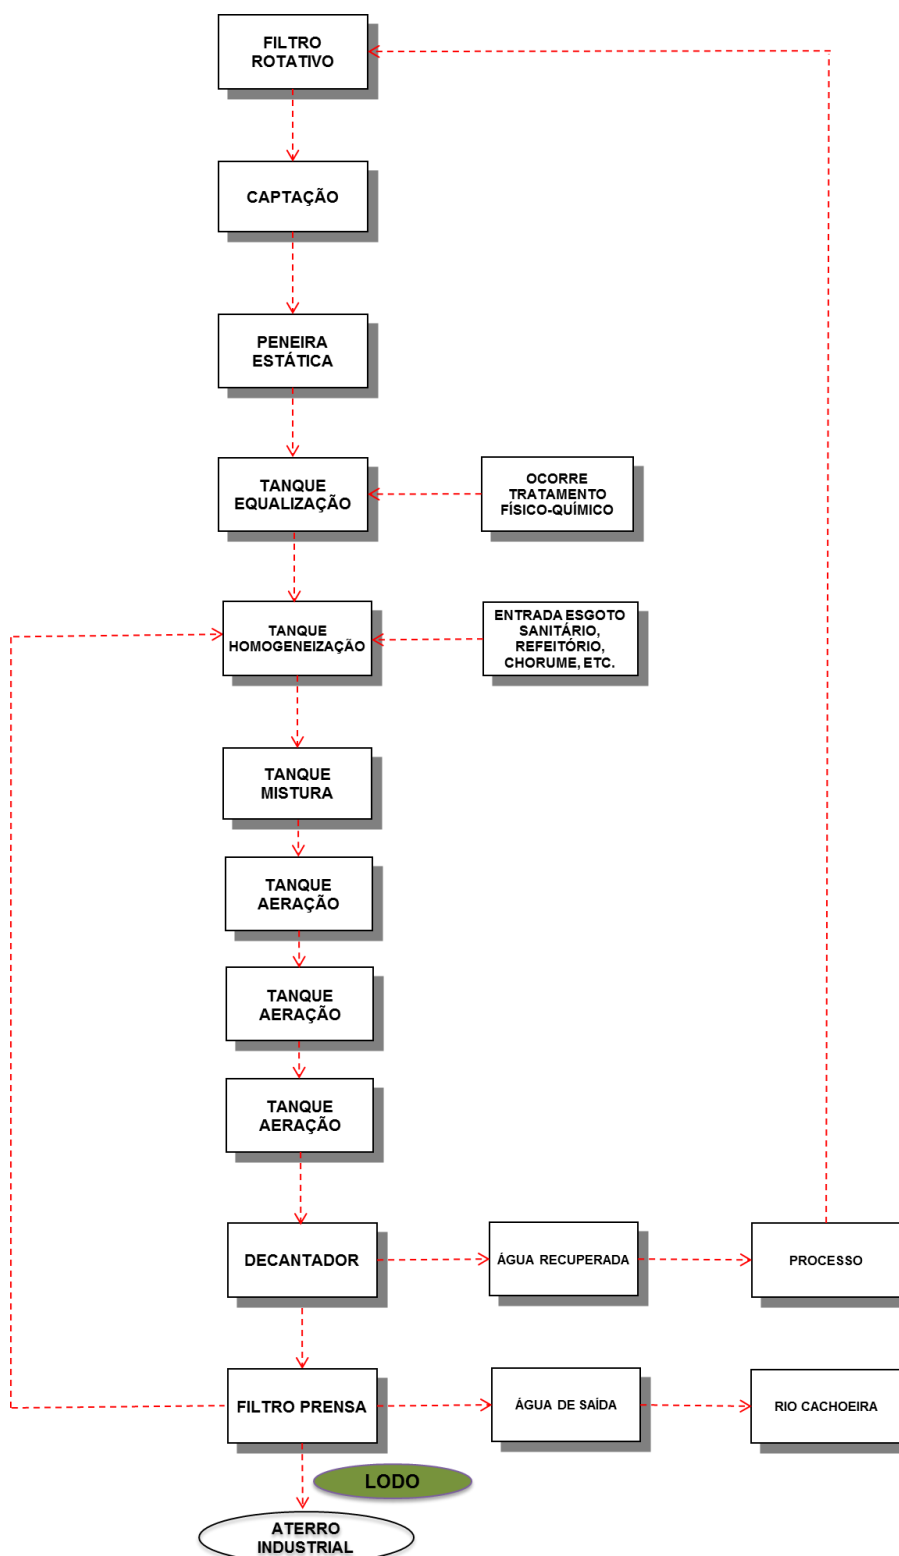 FILTRO
ROTATIVO
CAPTAÇÃO
PENEIRA
ESTÁTICA
TANQUE
EQUALIZAÇÃO
OCORRE
TRATAMENTO
FÍSICO-QUÍMICO
TANQUE
HOMOGENEIZAÇÃO
ENTRADA ESGOTO
SANITÁRIO,
REFEITÓRIO,
CHORUME, ETC.
TANQUE
MISTURA
TANQUE
AERAÇÃO
TANQUE
AERAÇÃO
TANQUE
AERAÇÃO
DECANTADOR
ÁGUA RECUPERADA
PROCESSO
FILTRO PRENSA
ÁGUA DE SAÍDA
RIO CACHOEIRA
LODO
ATERRO
INDUSTRIAL